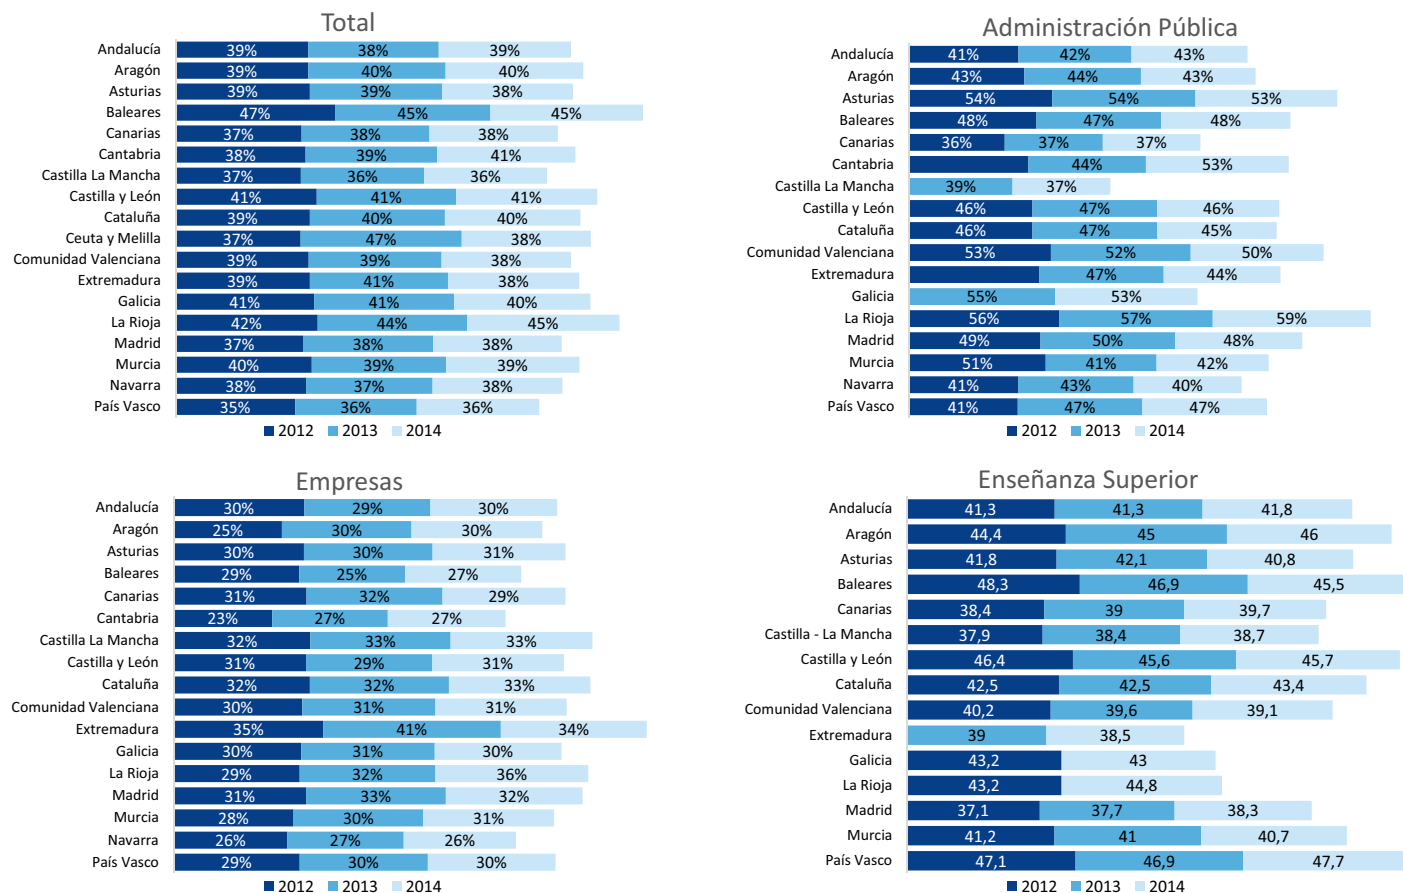 Total
Andalucía 39% 38% 39%
Aragón 39% 40% 40%
Asturias 39% 39% 38%
Baleares 47% 45% 45%
Canarias 37% 38% 38%
Cantabria 38% 39% 41%
Castilla La Mancha 37% 36% 36%
Castilla y León 41% 41% 41%
Cataluña 39% 40% 40%
Ceuta y Melilla 37% 47% 38%
Comunidad Valenciana 39% 39% 38%
Extremadura 39% 41% 38%
Galicia 41% 41% 40%
La Rioja 42% 44% 45%
Madrid 37% 38% 38%
Murcia 40% 39% 39%
Navarra 38% 37% 38%
País Vasco 35% 36% 36%
2012 2013 2014
Administración Pública
Andalucía 41% 42% 43%
Aragón 43% 44% 43%
Asturias 54% 54% 53%
Baleares 48% 47% 48%
Canarias 36% 37% 37%
Cantabria 44% 53%
Castilla La Mancha 39% 37%
Castilla y León 46% 47% 46%
Cataluña 46% 47% 45%
Comunidad Valenciana 53% 52% 50%
Extremadura 47% 44%
Galicia 55% 53%
La Rioja 56% 57% 59%
Madrid 49% 50% 48%
Murcia 51% 41% 42%
Navarra 41% 43% 40%
País Vasco 41% 47% 47%
2012 2013 2014
Empresas
Andalucía 30% 29% 30%
Aragón 25% 30% 30%
Asturias 30% 30% 31%
Baleares 29% 25% 27%
Canarias 31% 32% 29%
Cantabria 23% 27% 27%
Castilla La Mancha 32% 33% 33%
Castilla y León 31% 29% 31%
Cataluña 32% 32% 33%
Comunidad Valenciana 30% 31% 31%
Extremadura 35% 41% 34%
Galicia 30% 31% 30%
La Rioja 29% 32% 36%
Madrid 31% 33% 32%
Murcia 28% 30% 31%
Navarra 26% 27% 26%
País Vasco 29% 30% 30%
2012 2013 2014
Enseñanza Superior
Andalucía 41,3 41,3 41,8
Aragón 44,4 45 46
Asturias 41,8 42,1 40,8
Baleares 48,3 46,9 45,5
Canarias 38,4 39 39,7
Castilla - La Mancha 37,9 38,4 38,7
Castilla y León 46,4 45,6 45,7
Cataluña 42,5 42,5 43,4
Comunidad Valenciana 40,2 39,6 39,1
Extremadura 39 38,5
Galicia 43,2 43
La Rioja 43,2 44,8
Madrid 37,1 37,7 38,3
Murcia 41,2 41 40,7
País Vasco 47,1 46,9 47,7
2012 2013 2014